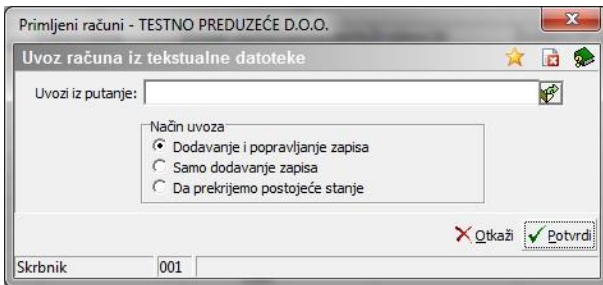 Primljeni računi - TESTNO PREDUZEĆE D.O.O.
Uvoz računa iz tekstualne datoteke
Uvozi iz putanje:
Način uvoza
Dodavanje i popravljanje zapisa
Samo dodavanje zapisa
Da prekrijemo postojeće stanje
Otkaži Potvrdi
Skrbnik 001